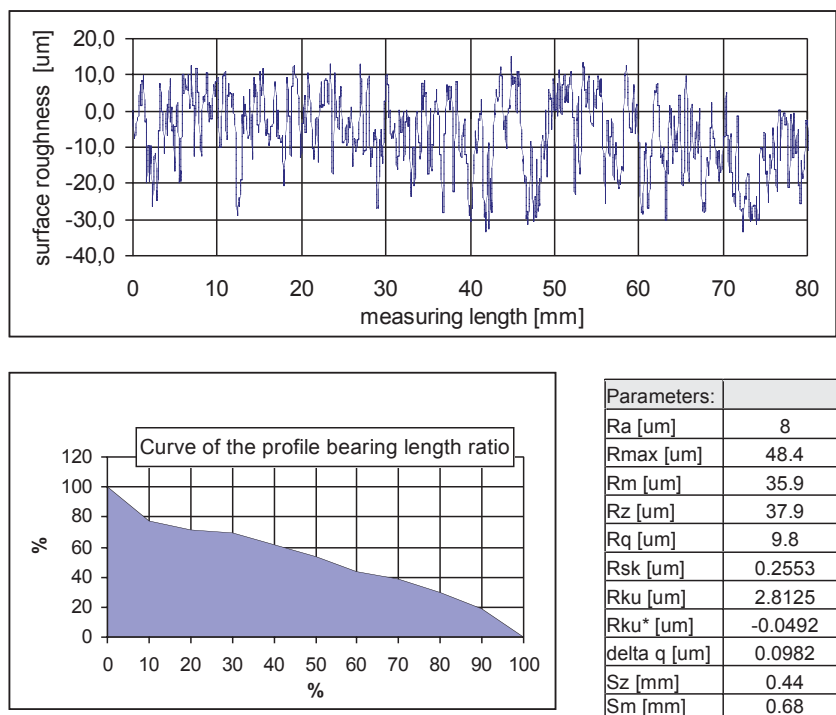 20,0
10,0
0,0
-10,0
-20,0
-30,0
-40,0
surface roughness [um]
0 10 20 30 40 50 60 70 80
measuring length [mm]
Curve of the profile bearing length ratio
120
100
80
60
40
20
0
%
0 10 20 30 40 50 60 70 80 90 100
%
Parameters:
Ra [um] 8
Rmax [um] 48.4
Rm [um] 35.9
Rz [um] 37.9
Rq [um] 9.8
Rsk [um] 0.2553
Rku [um] 2.8125
Rku* [um] -0.0492
delta q [um] 0.0982
Sz [mm] 0.44
Sm [mm] 0.68